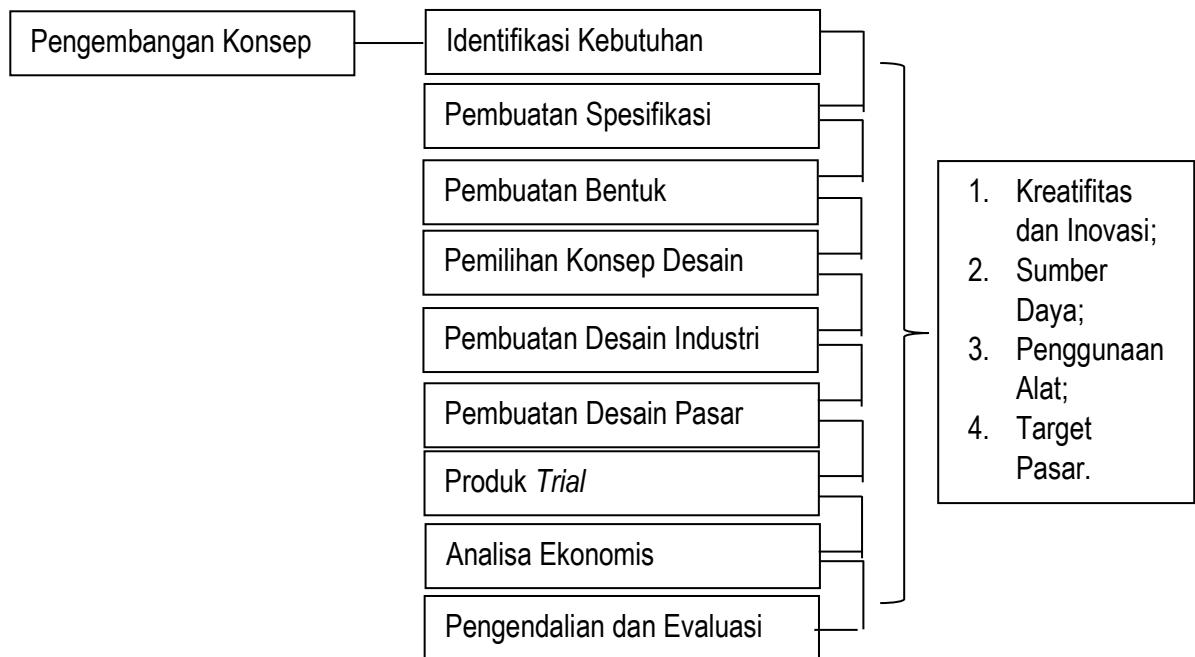 Pengembangan Konsep
Identifikasi Kebutuhan
Pembuatan Spesifikasi
Pembuatan Bentuk
Pemilihan Konsep Desain
Pembuatan Desain Industri
Pembuatan Desain Pasar
Produk Trial
Analisa Ekonomis
Pengendalian dan Evaluasi
1. Kreatifitas
dan Inovasi;
2. Sumber
Daya;
3. Penggunaan
Alat;
4. Target
Pasar.